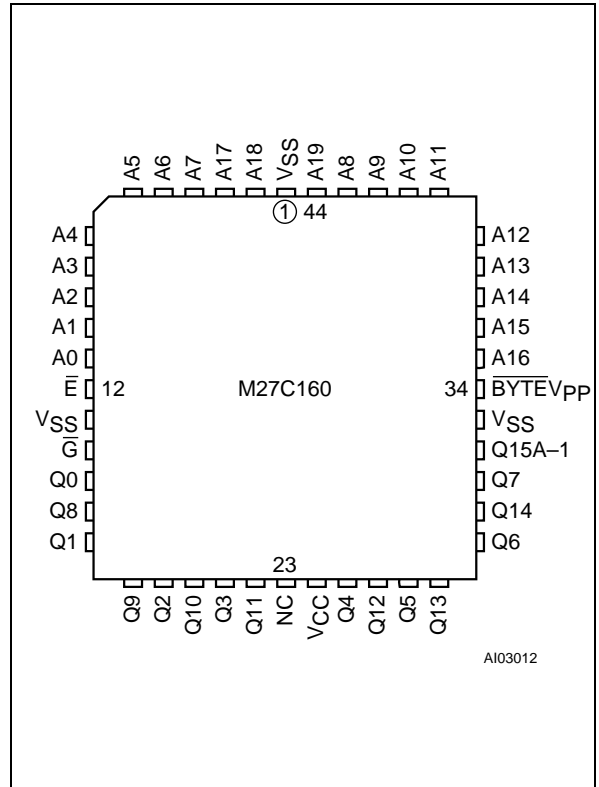 A5 A6 A7 A17 A18 VSS A19 A8 A9 A10 A11
1 44
A4 A12
A3 A13
A2 A14
A1 A15
A0 A16
E̅ 12 M27C160 34 B̅Y̅T̅E̅VPP
VSS VSS
G̅ Q15A–1
Q0 Q7
Q8 Q14
Q1 Q6
23
Q9 Q2 Q10 Q3 Q11 NC VCC Q4 Q12 Q5 Q13
AI03012